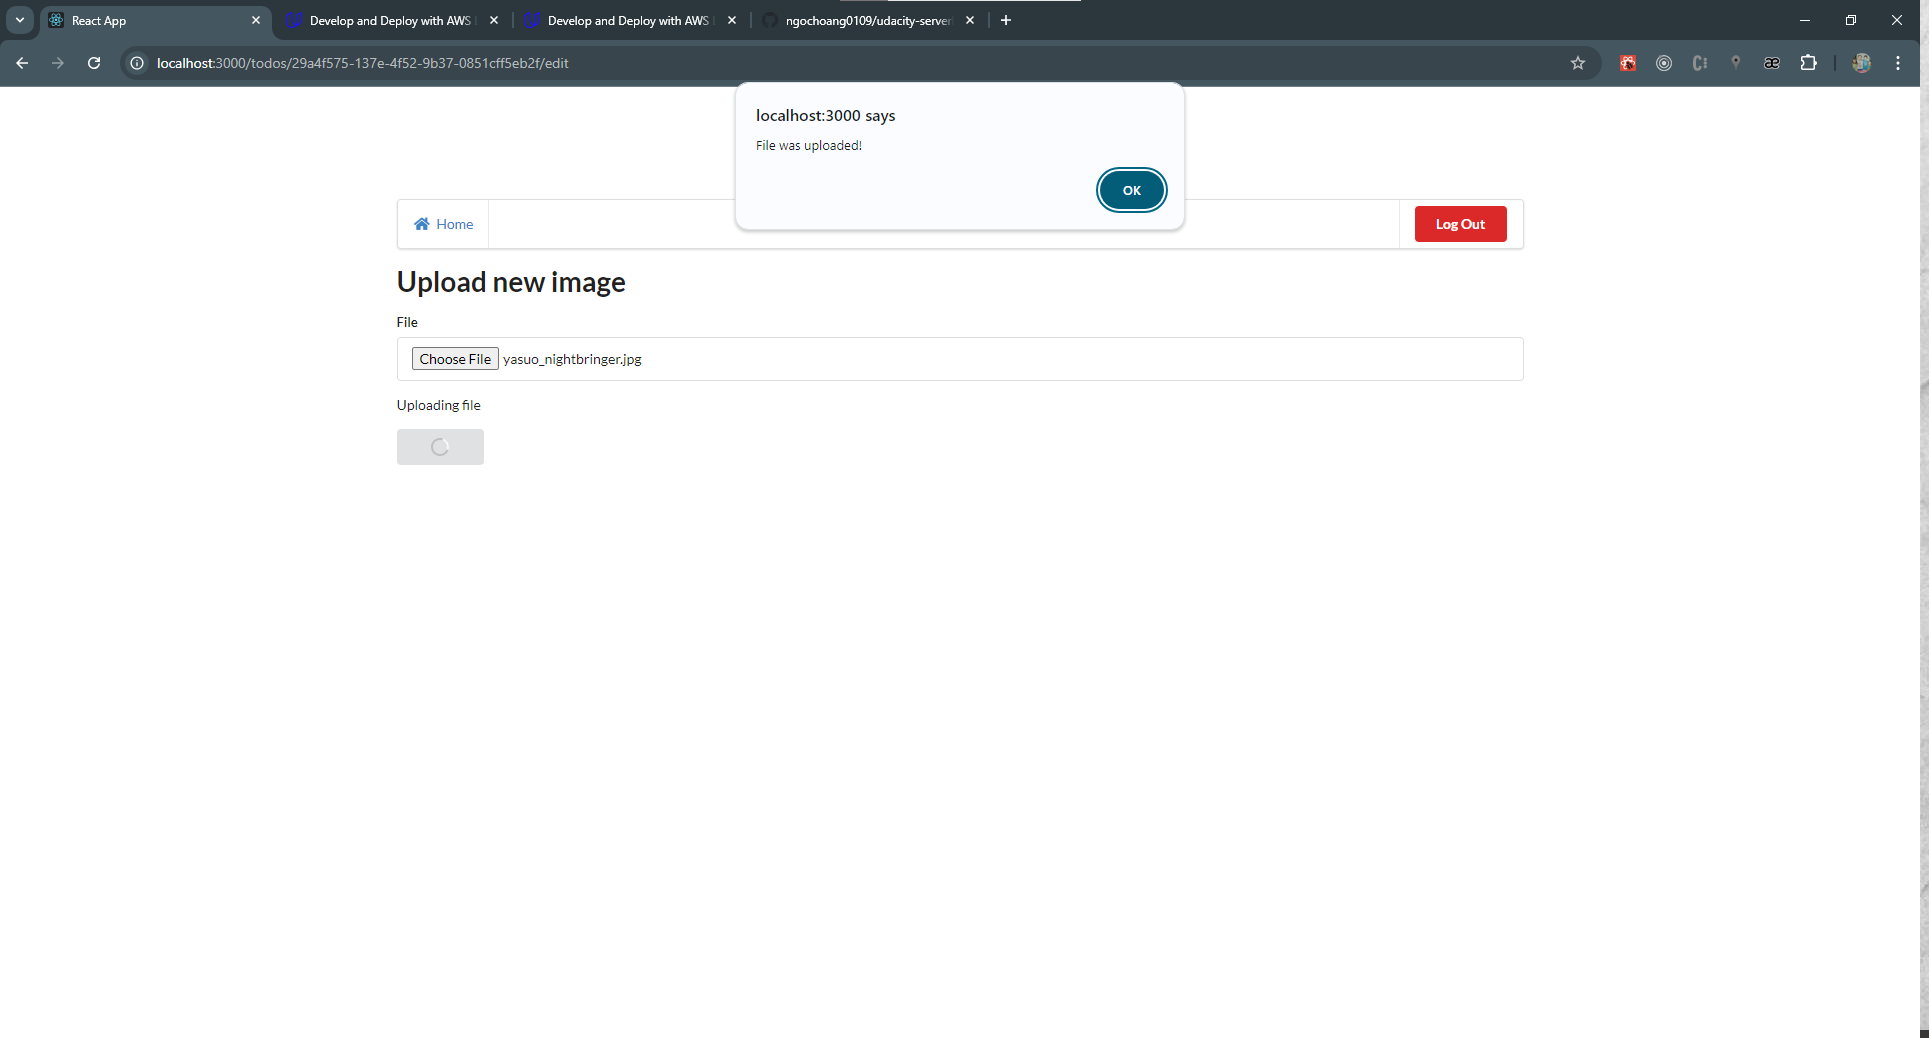 React App
Develop and Deploy with AWS
Develop and Deploy with AWS
ngochoang0109/udacity-server
localhost:3000/todos/29a4f575-137e-4f52-9b37-0851cff5eb2f/edit
localhost:3000 says
File was uploaded!
OK
Home
Log Out
Upload new image
File
Choose File yasuo_nightbringer.jpg
Uploading file